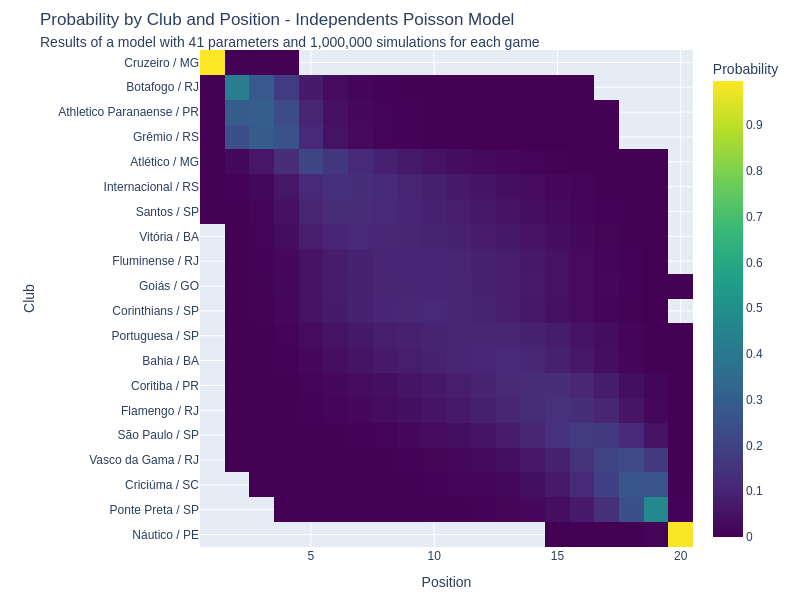 Probability by Club and Position - Independents Poisson Model
Results of a model with 41 parameters and 1,000,000 simulations for each game
Probability
Club
Cruzeiro / MG
Botafogo / RJ
Athletico Paranaense / PR
Grêmio / RS
Atlético / MG
Internacional / RS
Santos / SP
Vitória / BA
Fluminense / RJ
Goiás / GO
Corinthians / SP
Portuguesa / SP
Bahia / BA
Coritiba / PR
Flamengo / RJ
São Paulo / SP
Vasco da Gama / RJ
Criciúma / SC
Ponte Preta / SP
Náutico / PE
0.9
0.8
0.7
0.6
0.5
0.4
0.3
0.2
0.1
0
5 10 15 20
Position